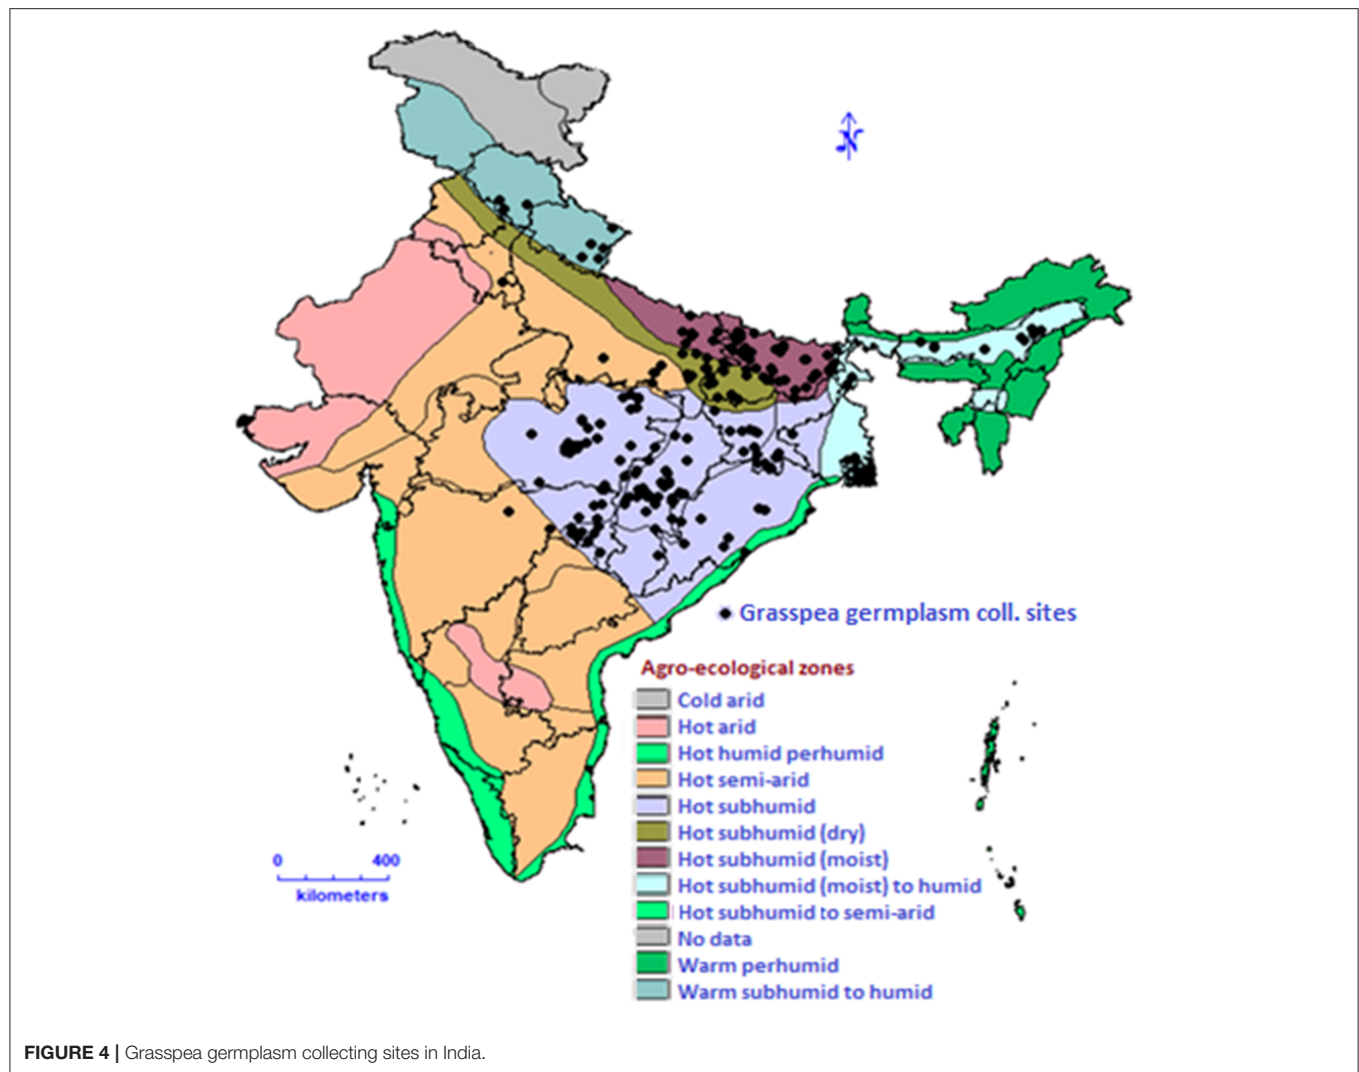 N
Grasspea germplasm coll. sites
Agro-ecological zones
Cold arid
Hot arid
Hot humid perhumid
Hot semi-arid
Hot subhumid
Hot subhumid (dry)
Hot subhumid (moist)
Hot subhumid (moist) to humid
Hot subhumid to semi-arid
No data
Warm perhumid
Warm subhumid to humid
0 400
kilometers
FIGURE 4 | Grasspea germplasm collecting sites in India.